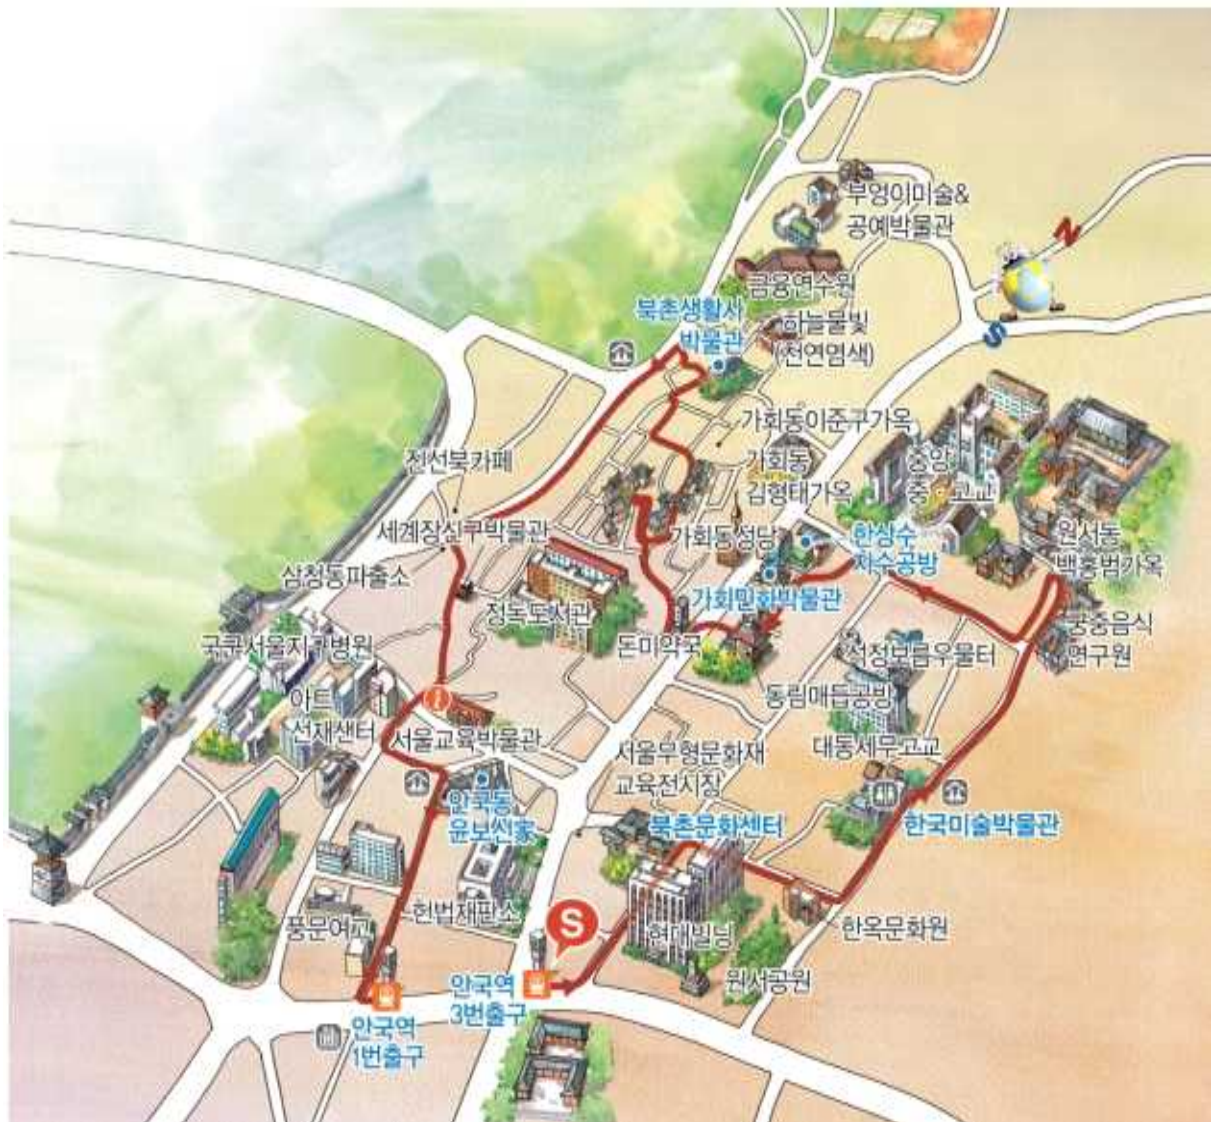 부엉이미술&
공예박물관
N
금융연수원
북촌생활사
박물관
하늘물빛
(천연염색)
S
가회동이준구가옥
전선북카페
가회동
김형태가옥
중앙
중·고교
세계장신구박물관
가회동성당
한상수
자수공방
원서동
백홍범가옥
삼청동파출소
가회민화박물관
정독도서관
돈미약국
궁중음식
연구원
국군서울지구병원
선정보름우물터
아트
선재센터
동림매듭공방
서울교육박물관
대동세무고교
서울무형문화재
교육전시장
안국동
윤보선家
북촌문화센터
한국미술박물관
헌법재판소
풍문여고
S
현대빌딩
한옥문화원
원서공원
안국역
3번출구
안국역
1번출구